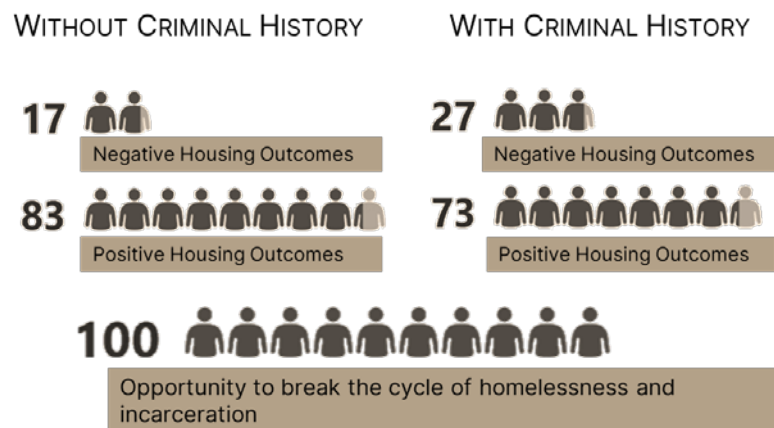 WITHOUT CRIMINAL HISTORY
WITH CRIMINAL HISTORY
17
Negative Housing Outcomes
27
Negative Housing Outcomes
83
Positive Housing Outcomes
73
Positive Housing Outcomes
100
Opportunity to break the cycle of homelessness and
incarceration